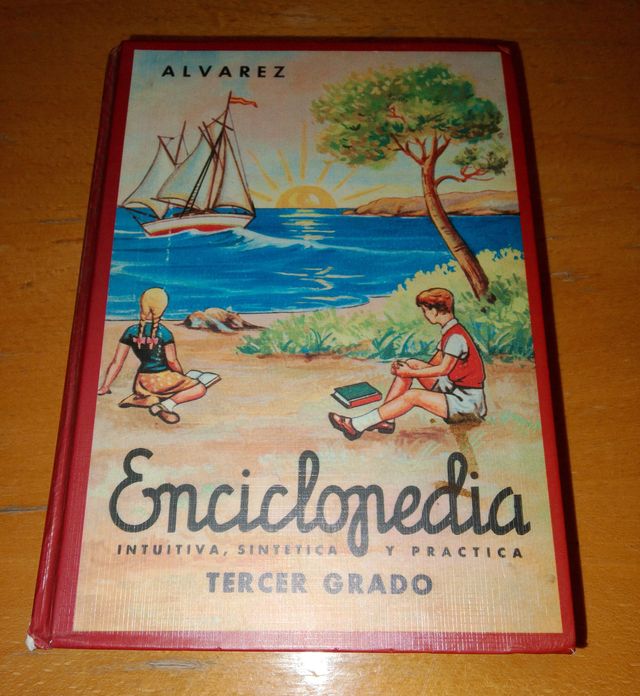 ALVAREZ
Enciclopedia
INTUITIVA, SINTETICA Y PRACTICA
TERCER GRADO